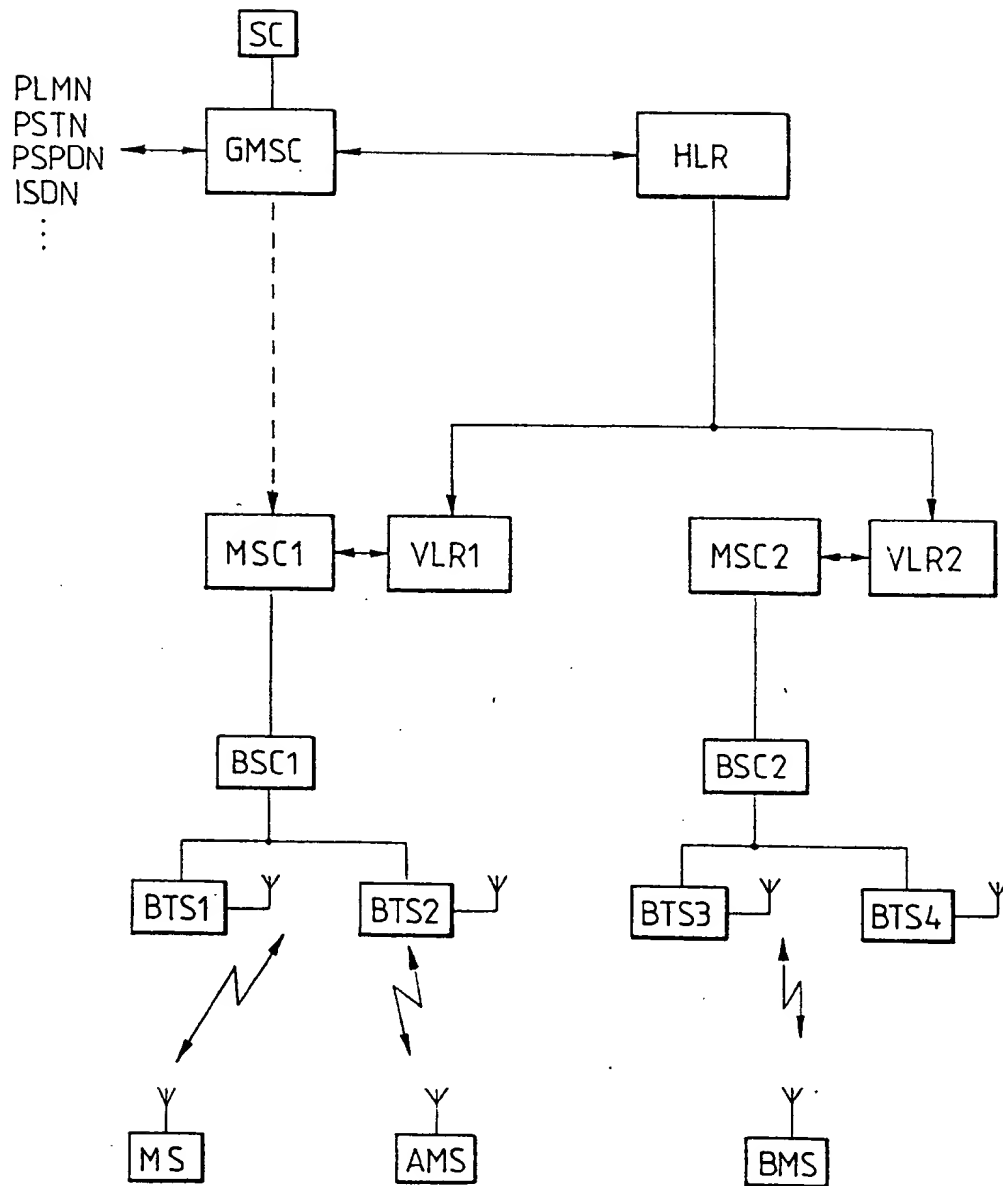 SC
PLMN
PSTN
PSPDN
ISDN
⋮
GMSC
HLR
MSC1
VLR1
MSC2
VLR2
BSC1
BSC2
BTS1
BTS2
BTS3
BTS4
MS
AMS
BMS